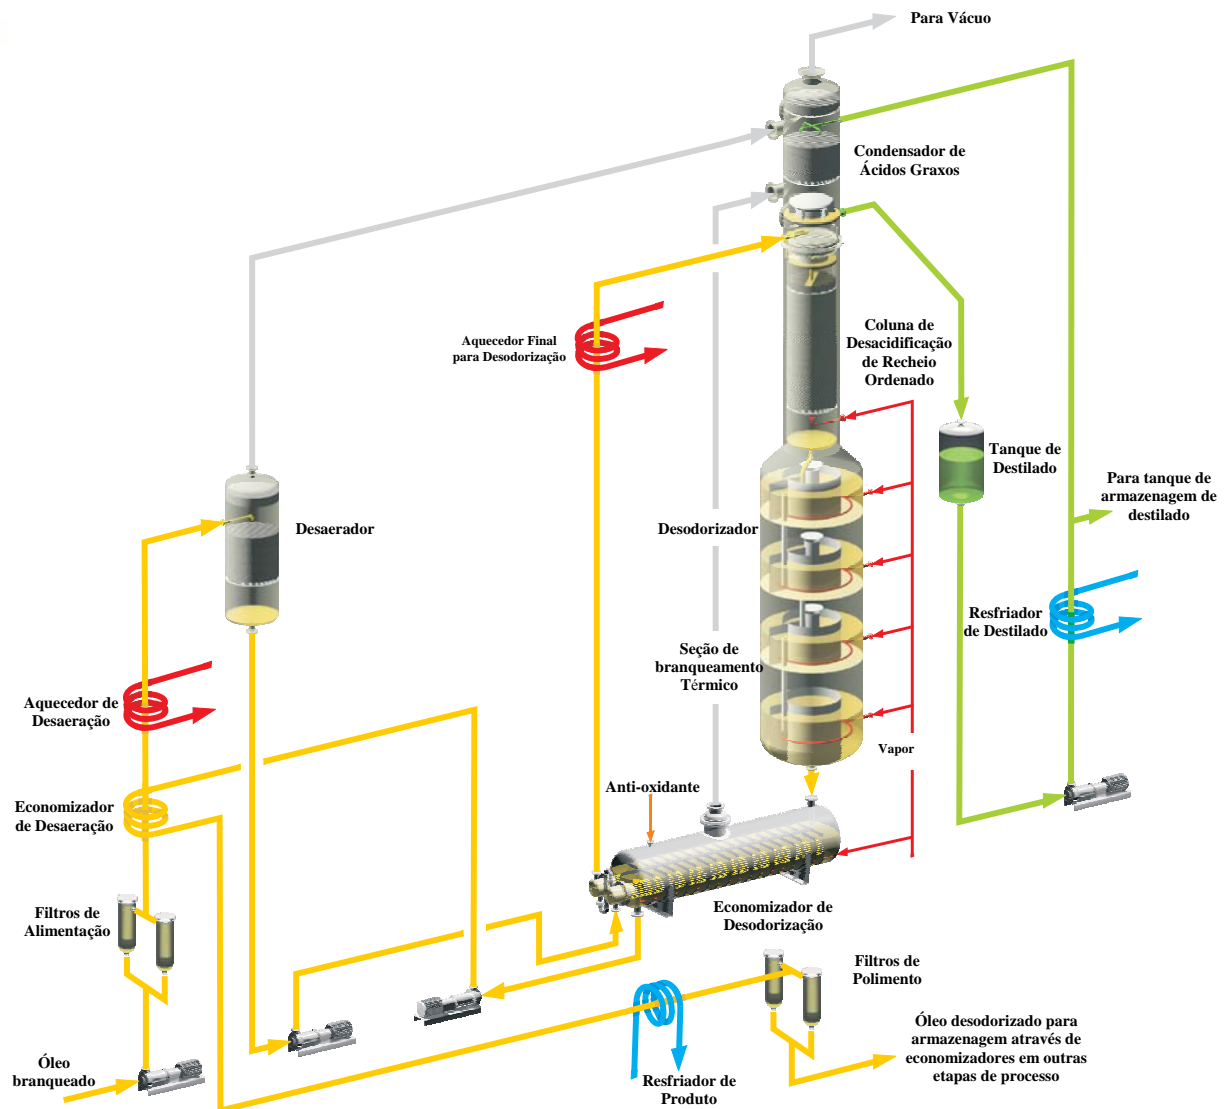 Para Vácuo
Condensador de
Ácidos Graxos
Aquecedor Final
para Desodorização
Coluna de
Desacidificação
de Recheio
Ordenado
Tanque de
Destilado
Para tanque de
armazenagem de
destilado
Desaerador
Desodorizador
Resfriador
de Destilado
Seção de
branqueamento
Térmico
Aquecedor de
Desaeração
Vapor
Anti-oxidante
Economizador
de Desaeração
Filtros de
Alimentação
Economizador de
Desodorização
Filtros de
Polimento
Óleo
branqueado
Resfriador de
Produto
Óleo desodorizado para
armazenagem através de
economizadores em outras
etapas de processo